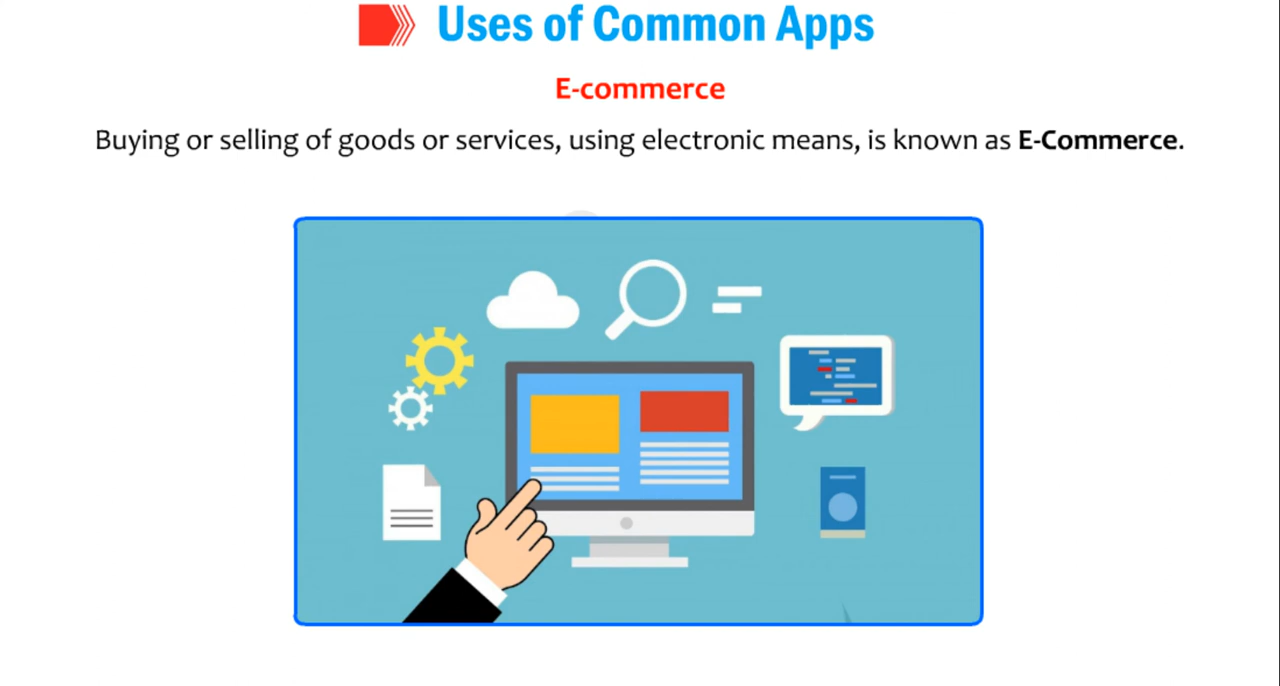 Uses of Common Apps
E-commerce
Buying or selling of goods or services, using electronic means, is known as E-Commerce.